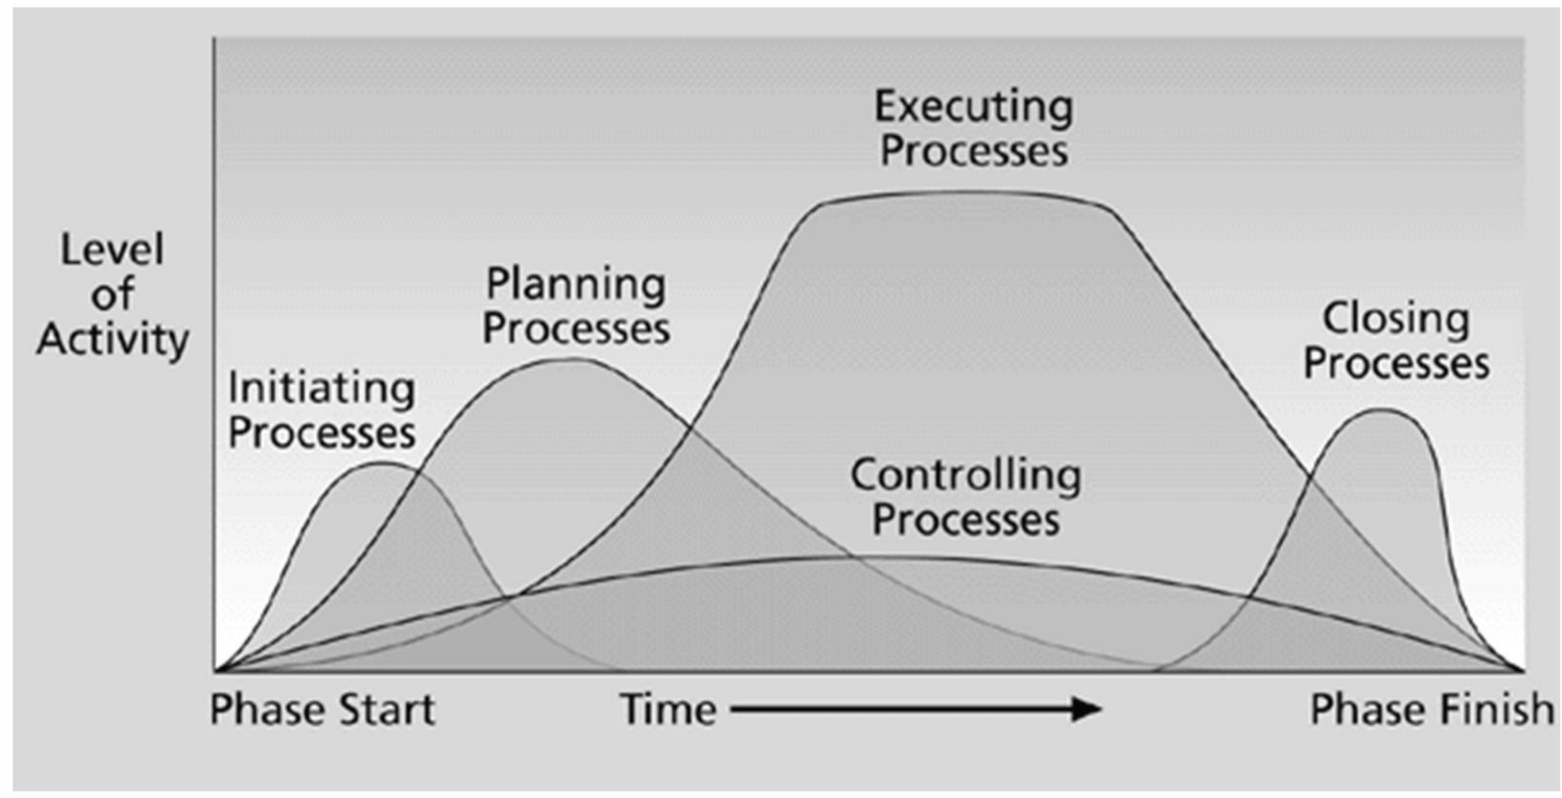 Executing
Processes
Level
of
Activity
Planning
Processes
Closing
Processes
Initiating
Processes
Controlling
Processes
Phase Start
Time
Phase Finish